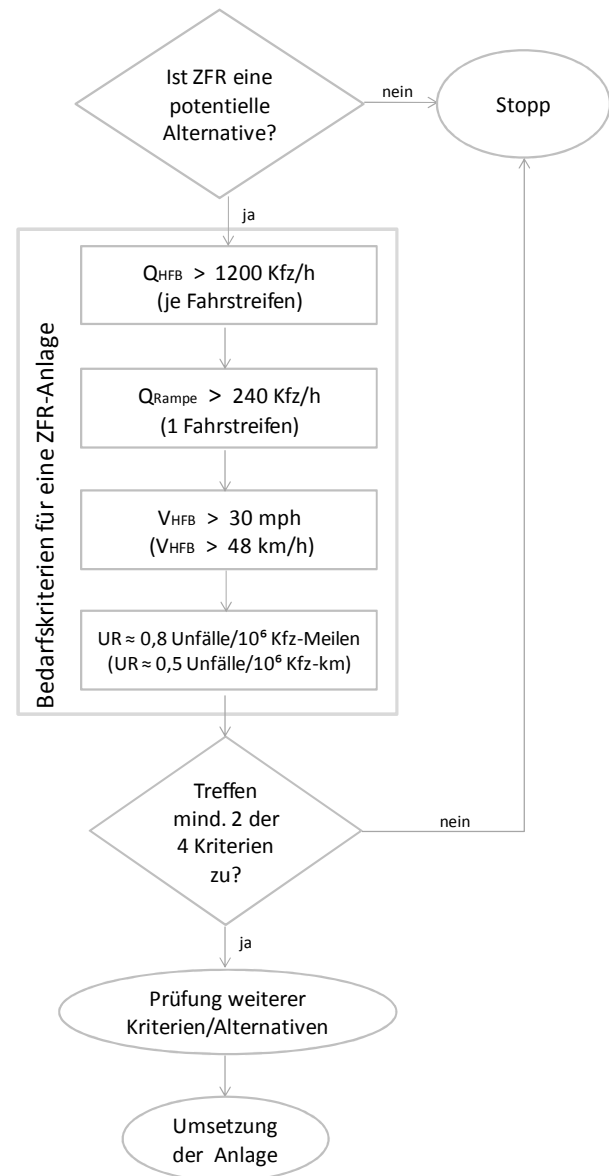 Ist ZFR eine
potentielle
Alternative?
nein
Stopp
ja
Bedarfskriterien für eine ZFR-Anlage
QHFB > 1200 Kfz/h
(je Fahrstreifen)
QRampe > 240 Kfz/h
(1 Fahrstreifen)
VHFB > 30 mph
(VHFB > 48 km/h)
UR ≈ 0,8 Unfälle/10⁶ Kfz-Meilen
(UR ≈ 0,5 Unfälle/10⁶ Kfz-km)
Treffen
mind. 2 der
4 Kriterien
zu?
nein
ja
Prüfung weiterer
Kriterien/Alternativen
Umsetzung
der Anlage